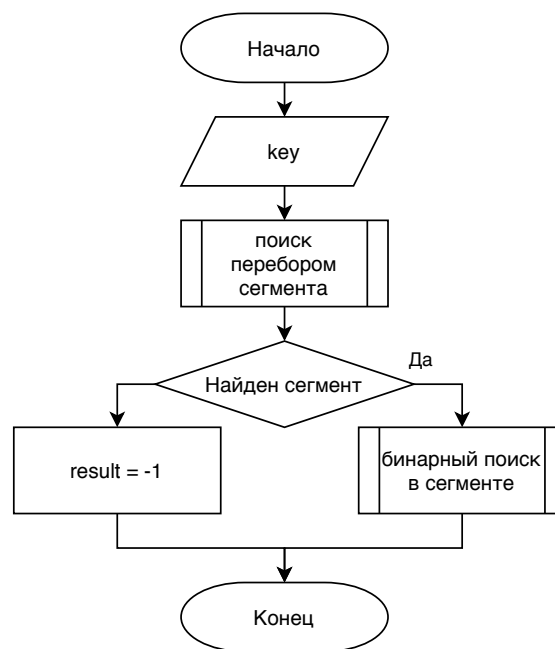 Начало
key
поиск
перебором
сегмента
Найден сегмент
Да
result = -1
бинарный поиск
в сегменте
Конец